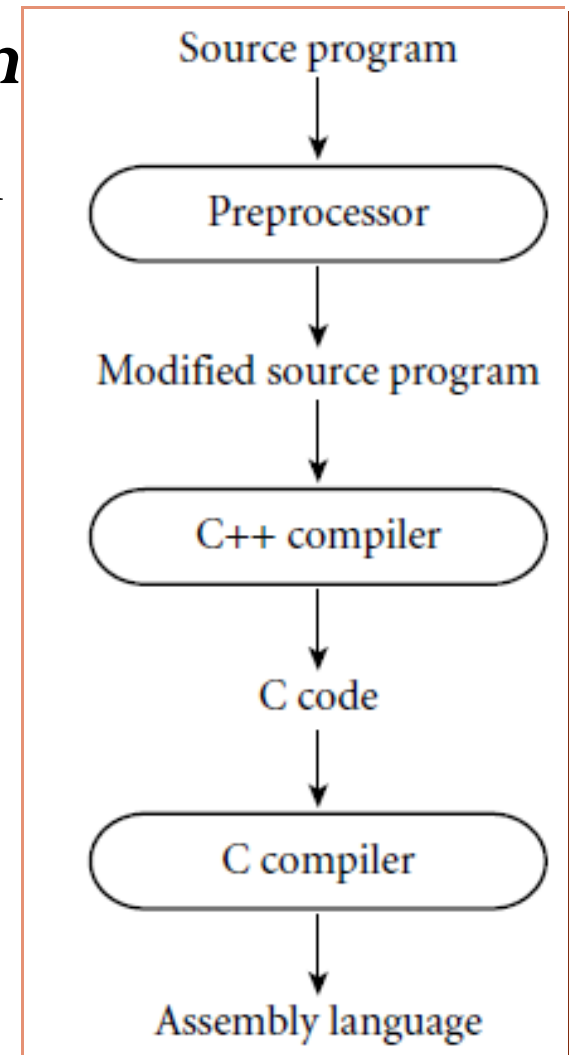 n
Source program
Preprocessor
Modified source program
C++ compiler
C code
C compiler
Assembly language